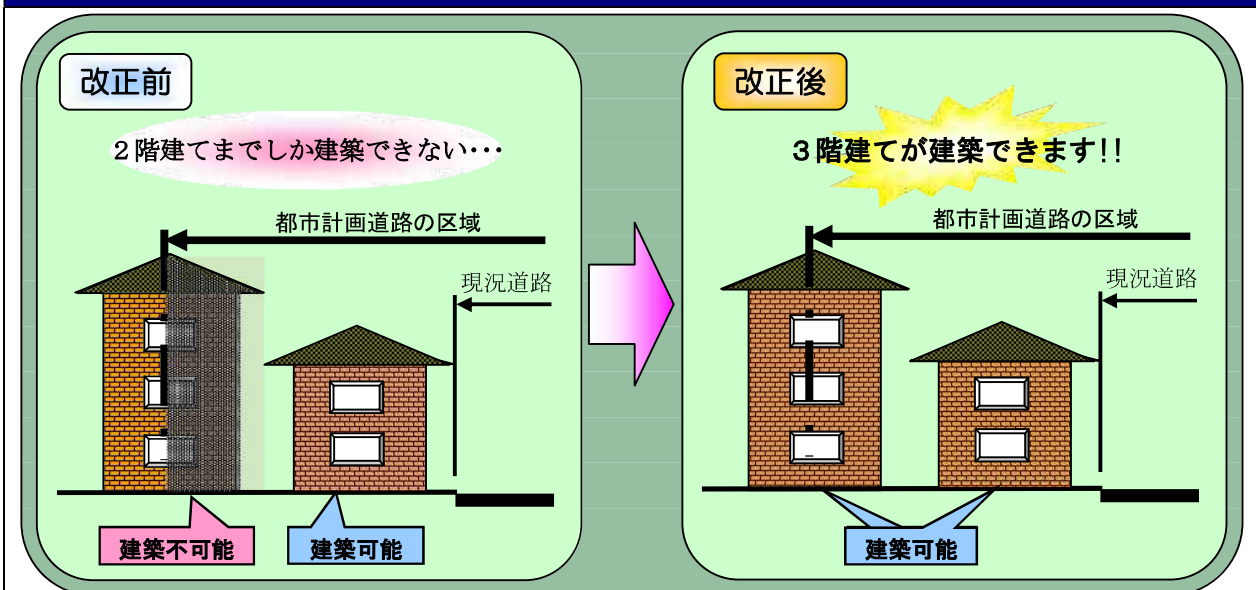 改正前
２階建てまでしか建築できない・・・
都市計画道路の区域
現況道路
建築不可能
建築可能
改正後
３階建てが建築できます!!
都市計画道路の区域
現況道路
建築可能